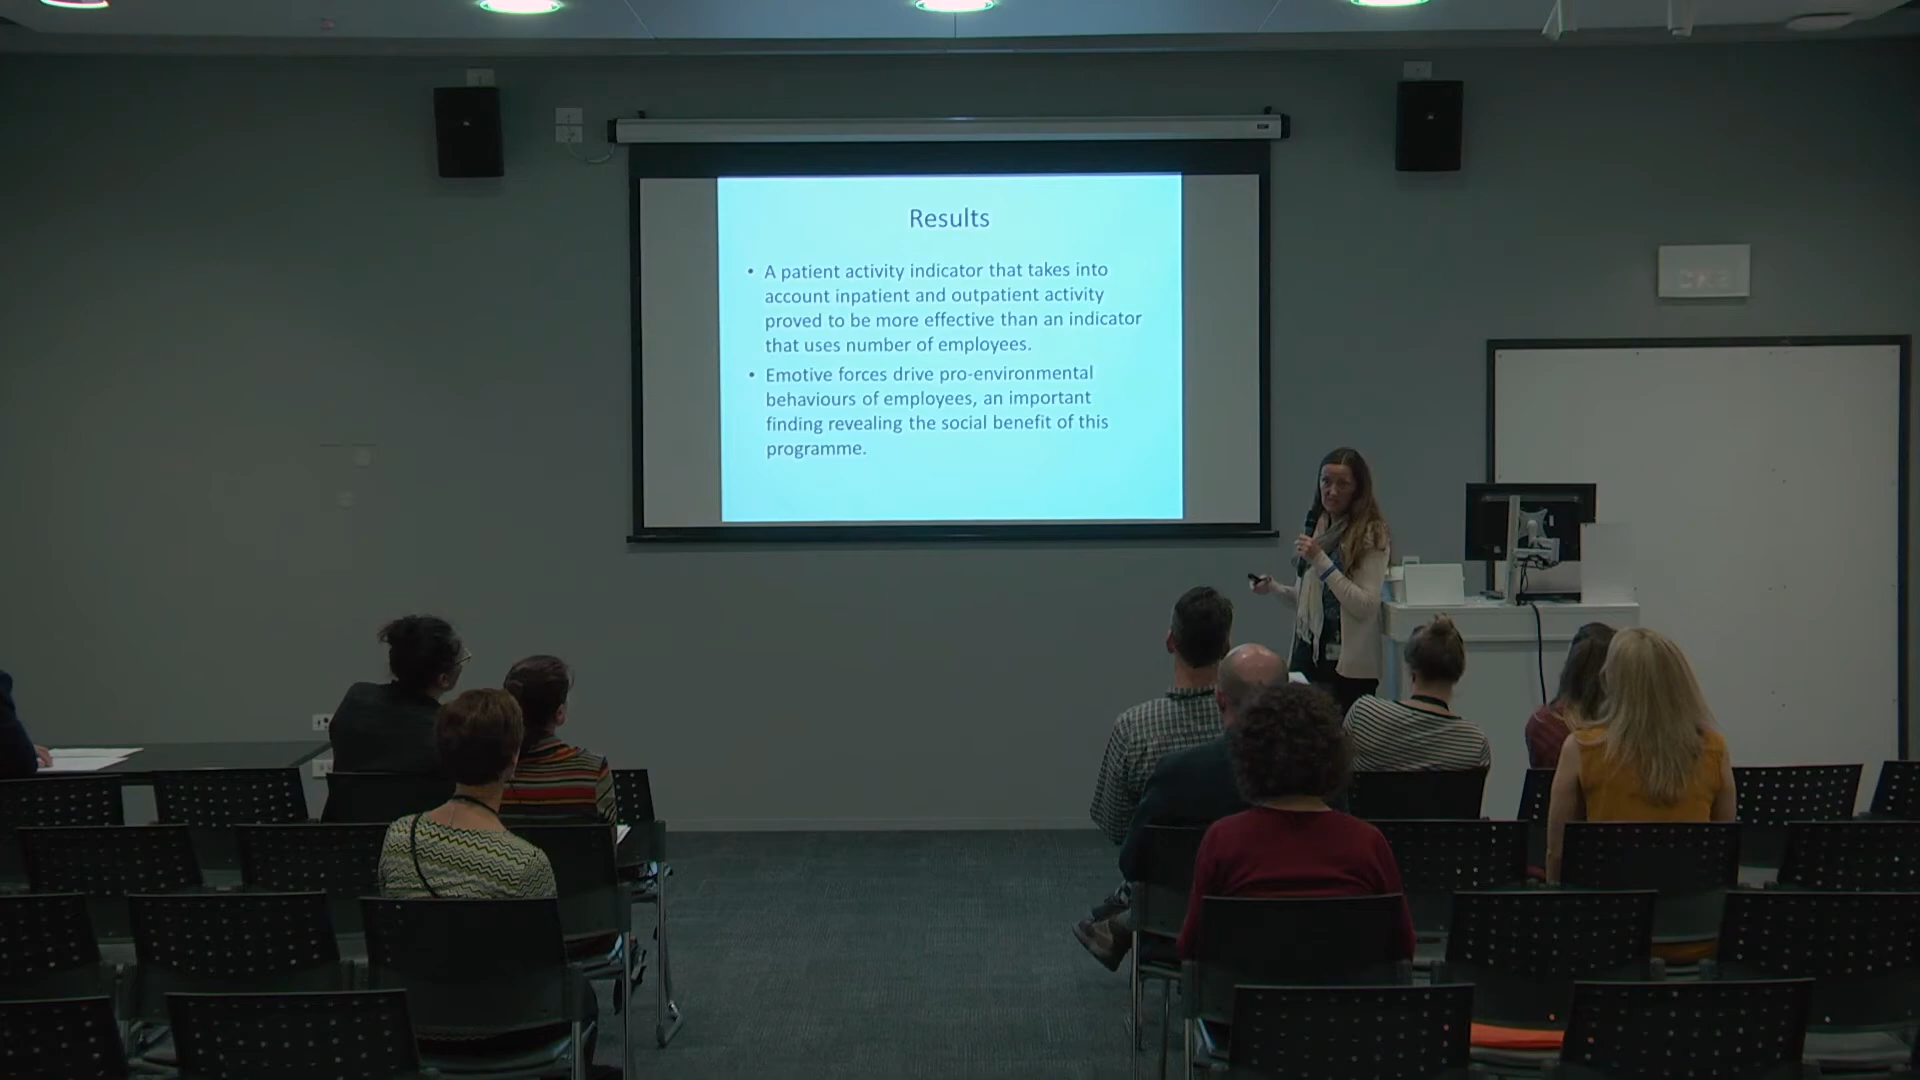 Results
• A patient activity indicator that takes into
account inpatient and outpatient activity
proved to be more effective than an indicator
that uses number of employees.
• Emotive forces drive pro-environmental
behaviours of employees, an important
finding revealing the social benefit of this
programme.